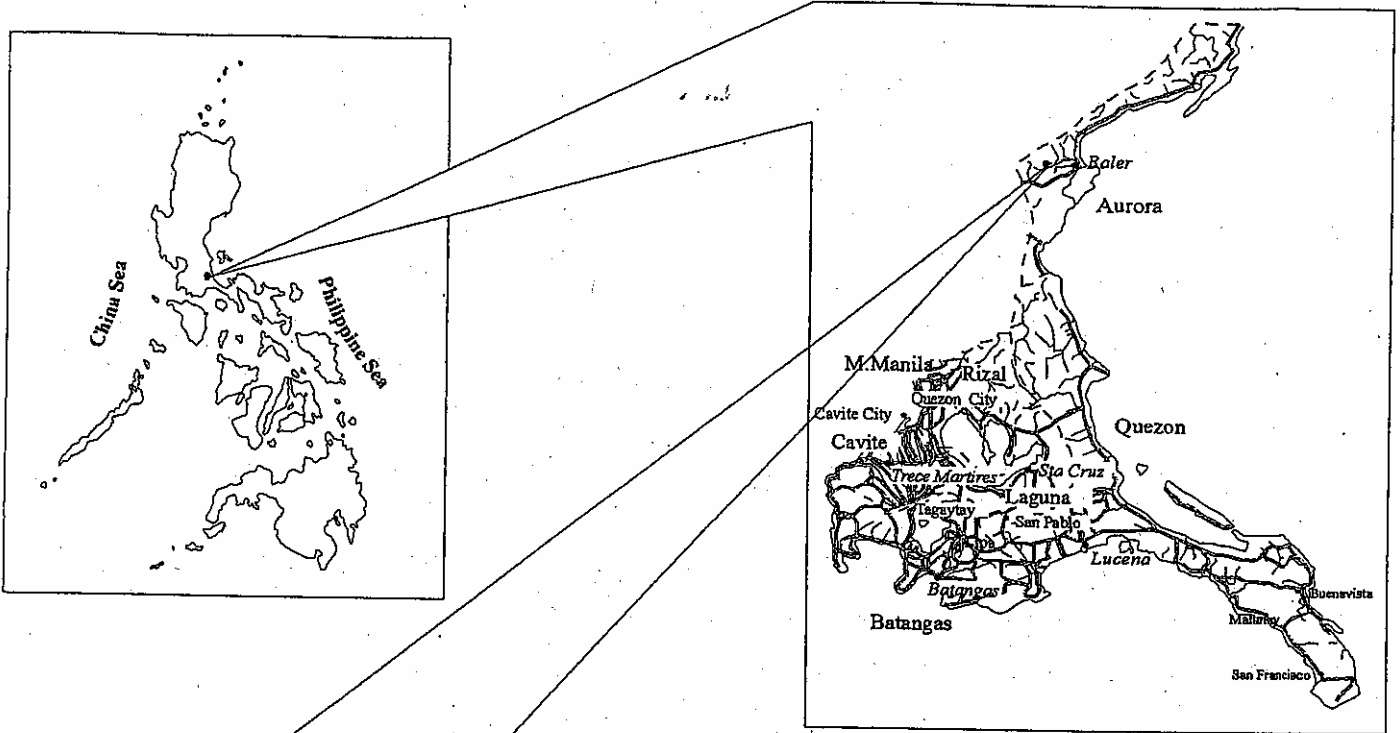 China Sea
Philippine Sea
Baler
Aurora
M.Manila
Rizal
Quezon City
Cavite City
Cavite
Quezon
Trece Martires
Sta Cruz
Laguna
Tagaytay
San Pablo
Lucena
Batangas
Batangas
Buenavista
San Francisco